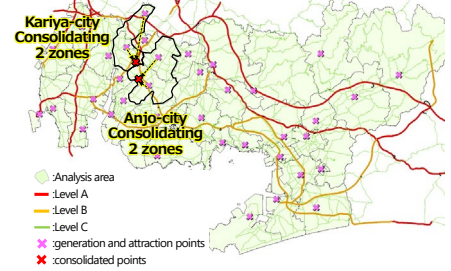 Kariya-city
Consolidating
2 zones
Anjo-city
Consolidating
2 zones
:Analysis area
:Level A
:Level B
:Level C
:generation and attraction points
:consolidated points